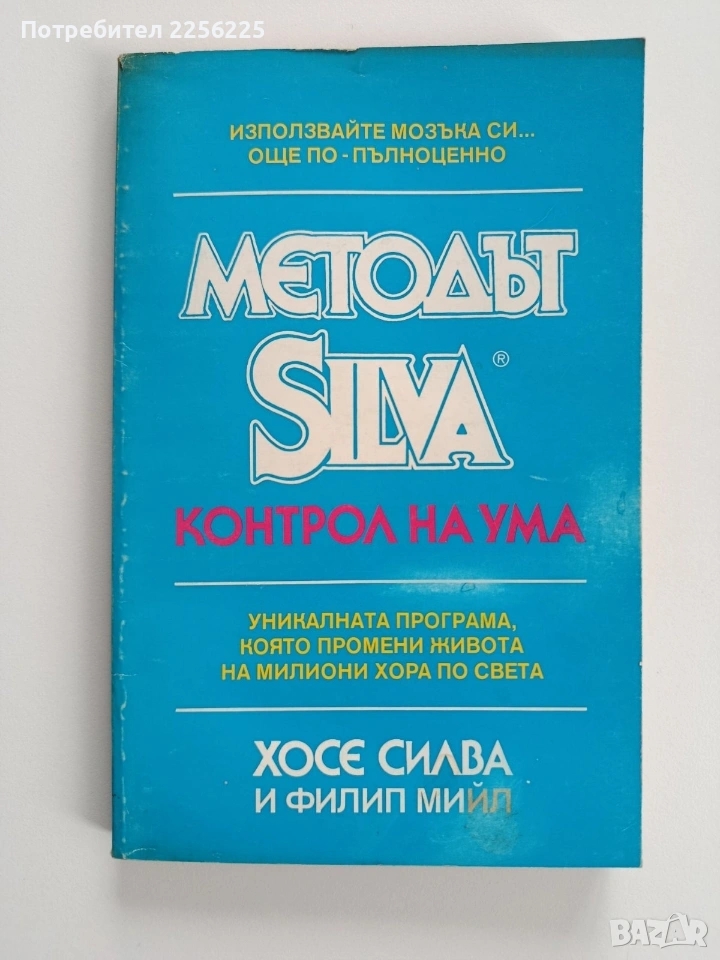 Потребител 2256225
ИЗПОЛЗВАЙТЕ МОЗЪКА СИ...
ОЩЕ ПО - ПЪЛНОЦЕННО
МЕТОДЪТ
SILVA®
КОНТРОЛ НА УМА
УНИКАЛНАТА ПРОГРАМА,
КОЯТО ПРОМЕНИ ЖИВОТА
НА МИЛИОНИ ХОРА ПО СВЕТА
ХОСЕ СИЛВА
И ФИЛИП МИЙЛ
BAZAR